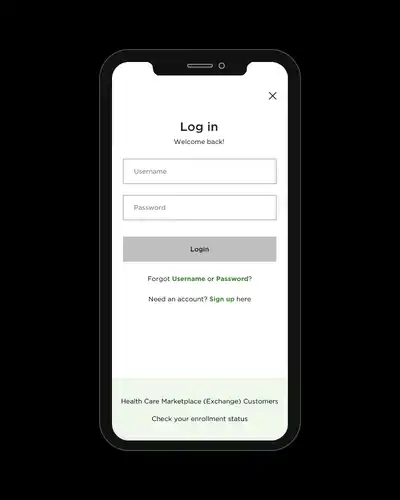 Log in
Welcome back!
Username
Password
Login
Forgot Username or Password?
Need an account? Sign up here
Health Care Marketplace (Exchange) Customers
Check your enrollment status